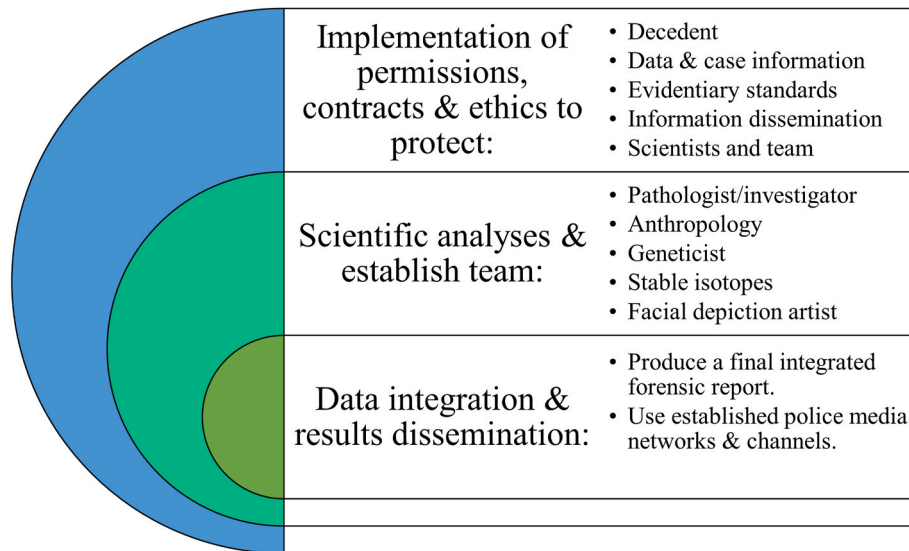 Implementation of
permissions,
contracts & ethics to
protect:
• Decedent
• Data & case information
• Evidentiary standards
• Information dissemination
• Scientists and team
Scientific analyses &
establish team:
• Pathologist/investigator
• Anthropology
• Geneticist
• Stable isotopes
• Facial depiction artist
Data integration &
results dissemination:
• Produce a final integrated
forensic report.
• Use established police media
networks & channels.